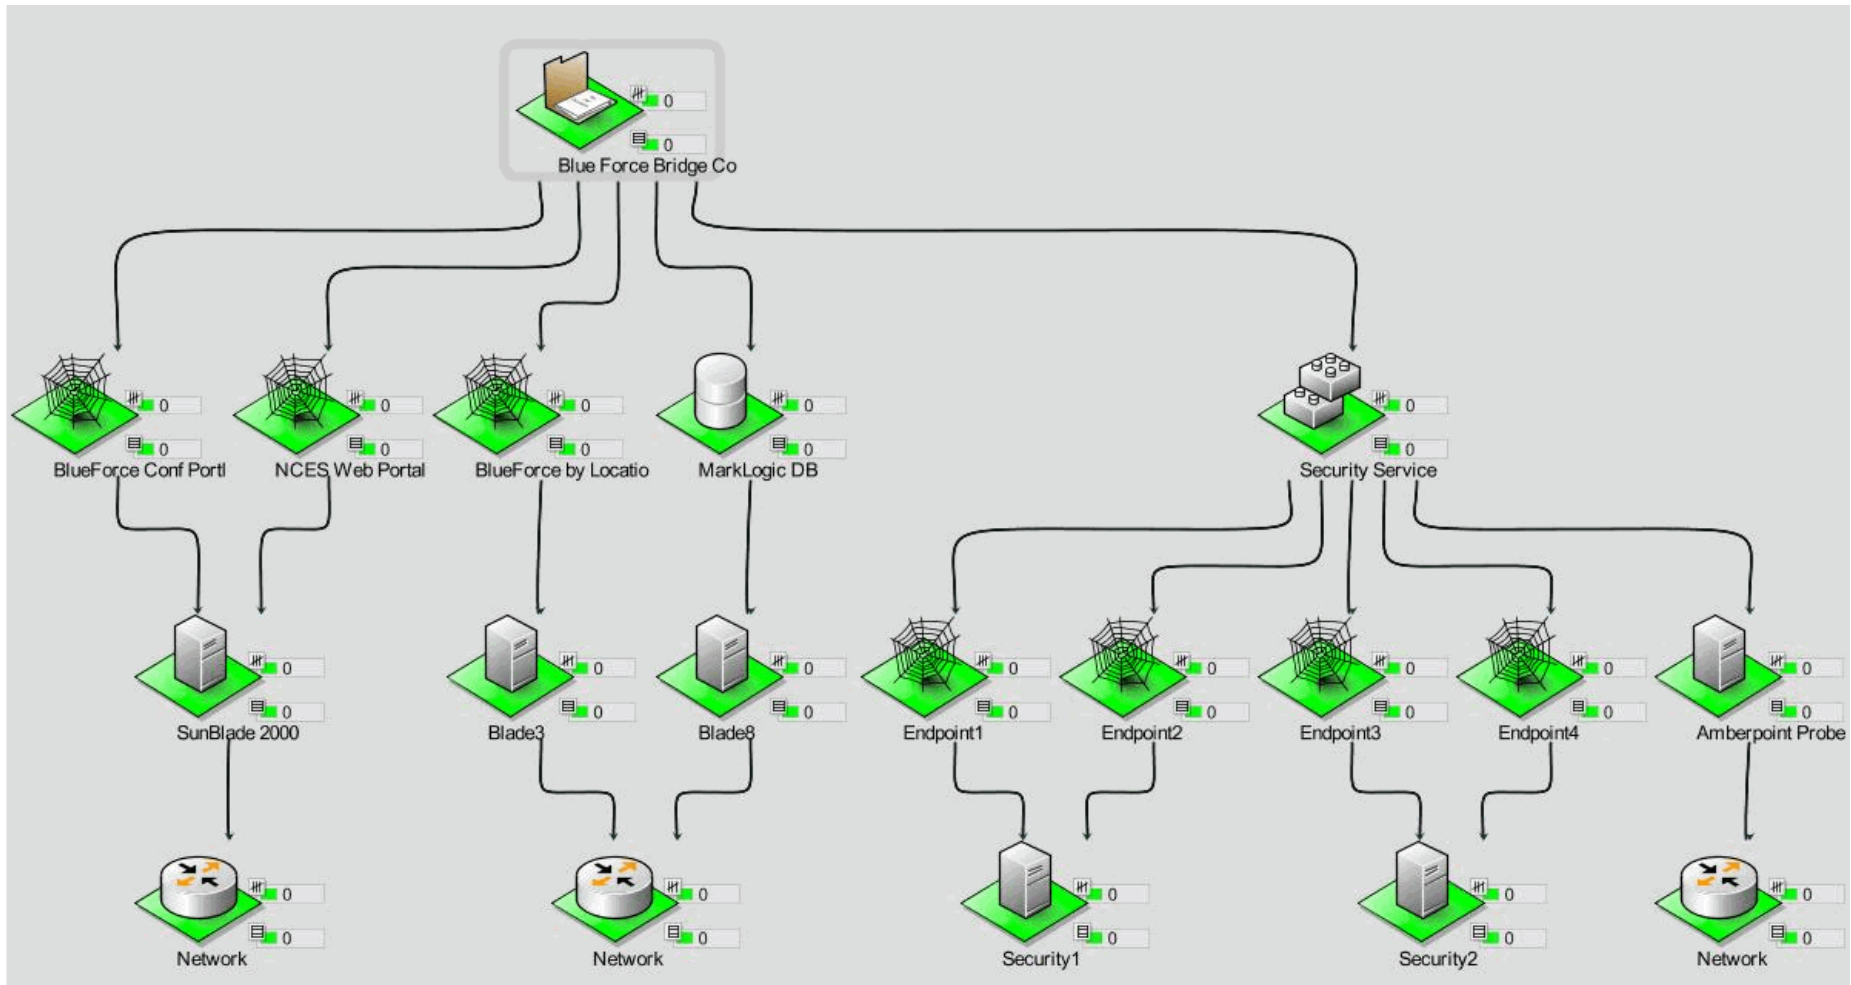 0
0
Blue Force Bridge Co
0
0
BlueForce Conf Portl
0
0
NCES Web Portal
0
0
BlueForce by Locatio
0
0
MarkLogic DB
0
0
Security Service
0
0
SunBlade 2000
0
0
Blade3
0
0
Blade8
0
0
Endpoint1
0
0
Endpoint2
0
0
Endpoint3
0
0
Endpoint4
0
0
Amberpoint Probe
0
0
Network
0
0
Network
0
0
Security1
0
0
Security2
0
0
Network